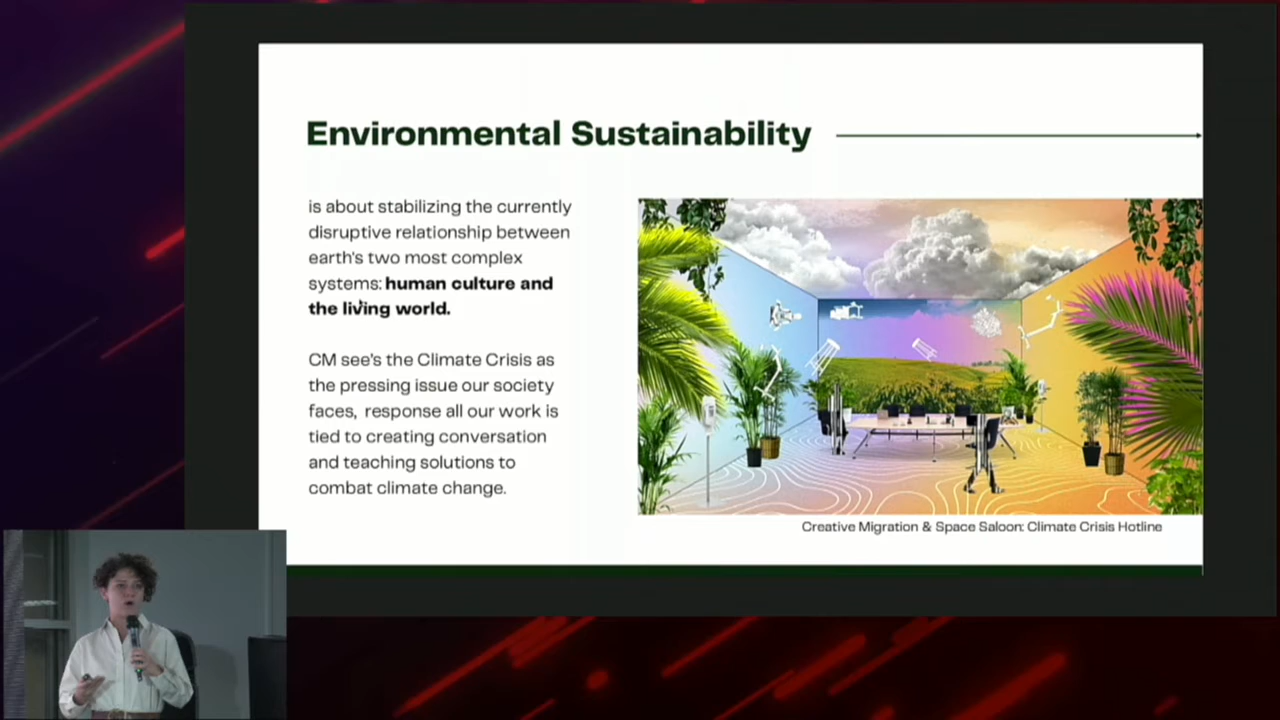 Environmental Sustainability
is about stabilizing the currently
disruptive relationship between
earth's two most complex
systems: human culture and
the living world.
CM see's the Climate Crisis as
the pressing issue our society
faces, response all our work is
tied to creating conversation
and teaching solutions to
combat climate change.
Creative Migration & Space Saloon: Climate Crisis Hotline